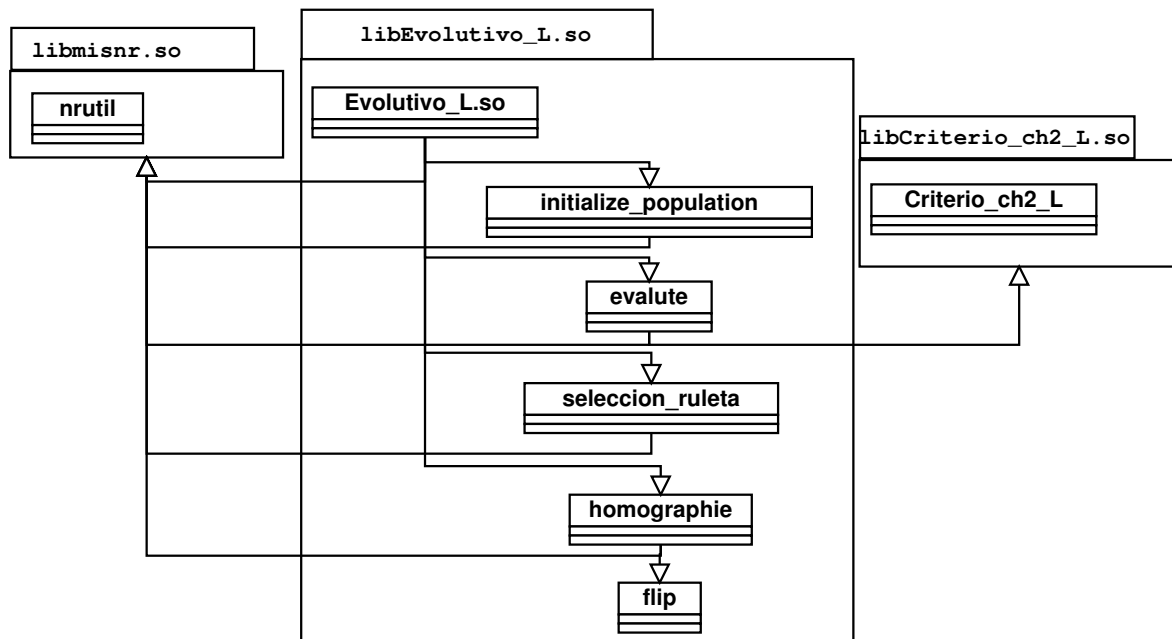 libEvolutivo_L.so
libmisnr.so
nrutil
Evolutivo_L.so
libCriterio_ch2_L.so
initialize_population
Criterio_ch2_L
evalute
seleccion_ruleta
homographie
flip